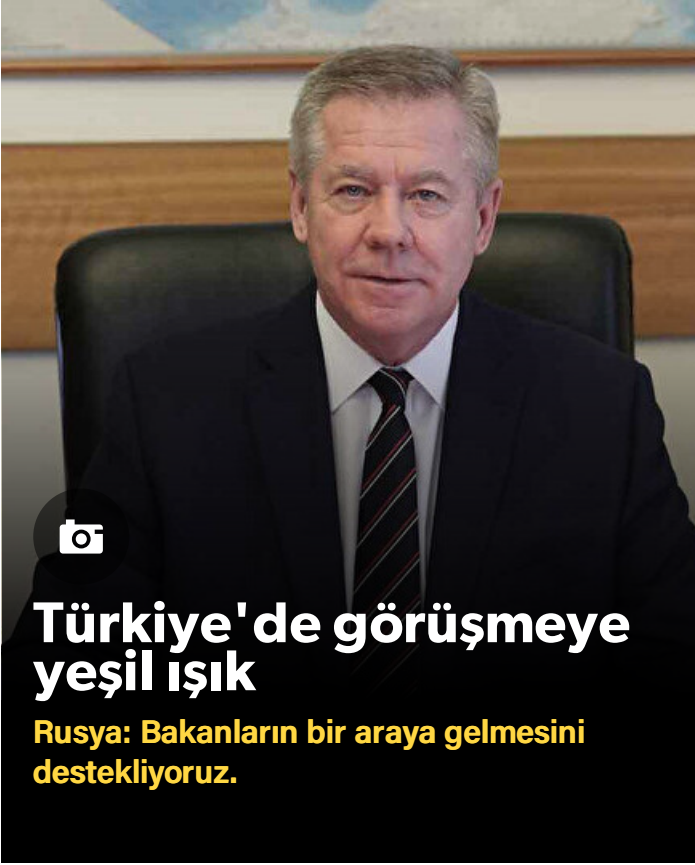 Türkiye'de görüşmeye
yeşil ışık
Rusya: Bakanların bir araya gelmesini
destekliyoruz.